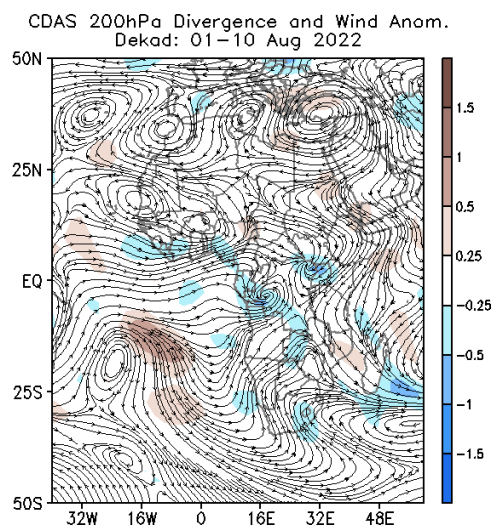 CDAS 200hPa Divergence and Wind Anom.
Dekad: 01-10 Aug 2022
50N
25N
EQ
25S
50S
32W 16W 0 16E 32E 48E
1.5
1
0.5
0.25
-0.25
-0.5
-1
-1.5